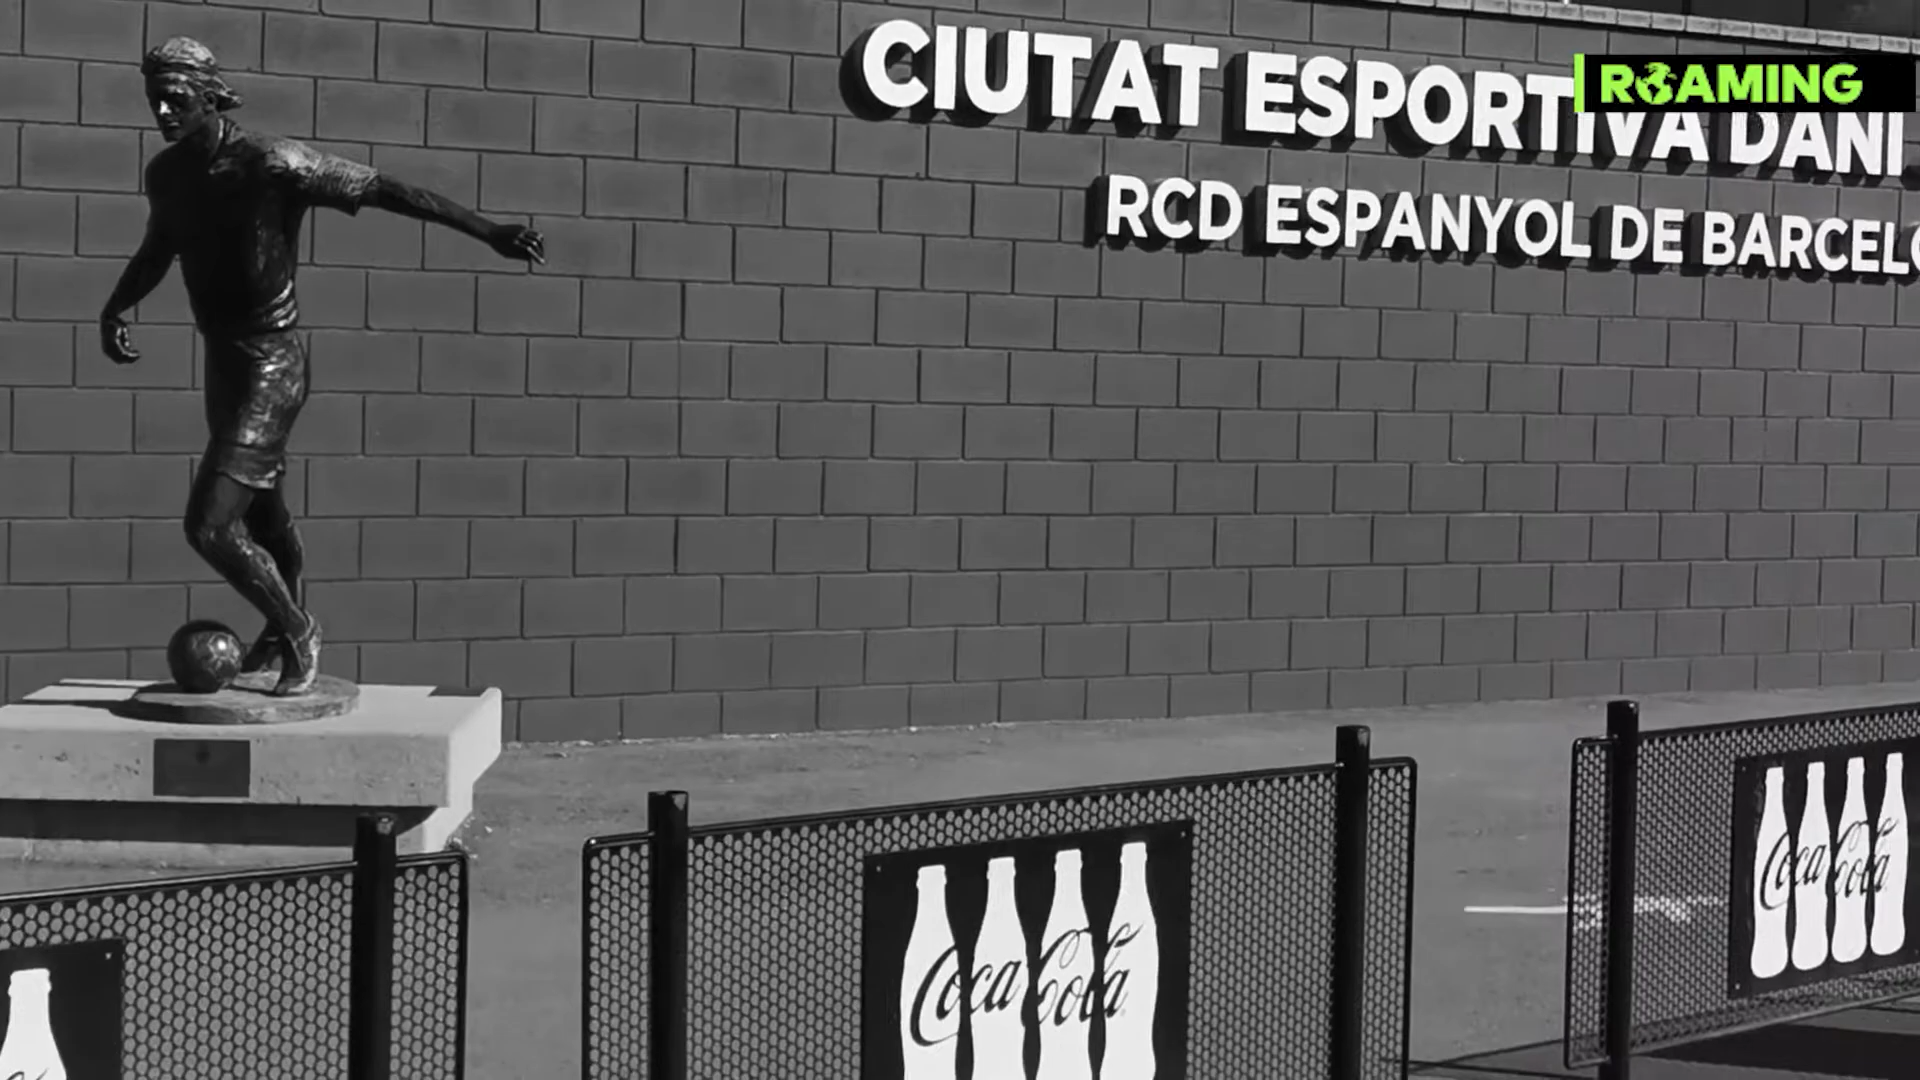 CIUTAT ESPORTIVA DANI
ROAMING
RCD ESPANYOL DE BARCELO
Coca Cola
Coca Cola